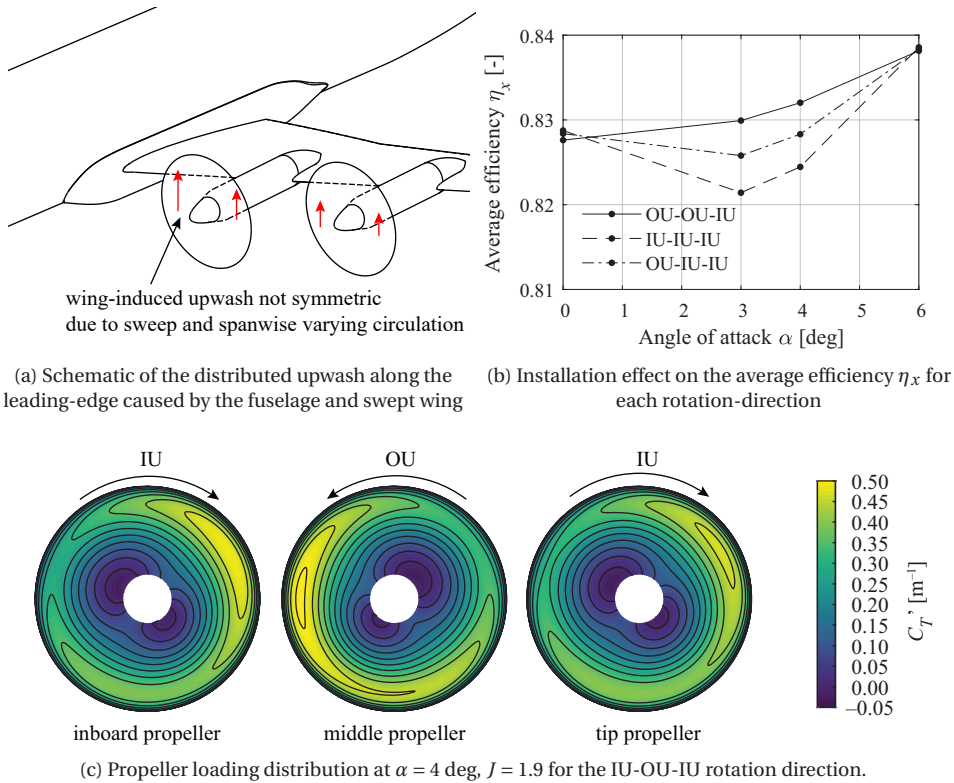 wing-induced upwash not symmetric
due to sweep and spanwise varying circulation
(a) Schematic of the distributed upwash along the
leading-edge caused by the fuselage and swept wing
0.84
0.83
0.82
0.81
Average efficiency ηx [-]
OU-OU-IU
IU-IU-IU
OU-IU-IU
0 1 2 3 4 5 6
Angle of attack α [deg]
(b) Installation effect on the average efficiency ηx for
each rotation-direction
IU
OU
IU
inboard propeller
middle propeller
tip propeller
0.50
0.45
0.40
0.35
0.30
0.25
0.20
0.15
0.10
0.05
0.00
−0.05
CT’ [m⁻¹]
(c) Propeller loading distribution at α = 4 deg, J = 1.9 for the IU-OU-IU rotation direction.